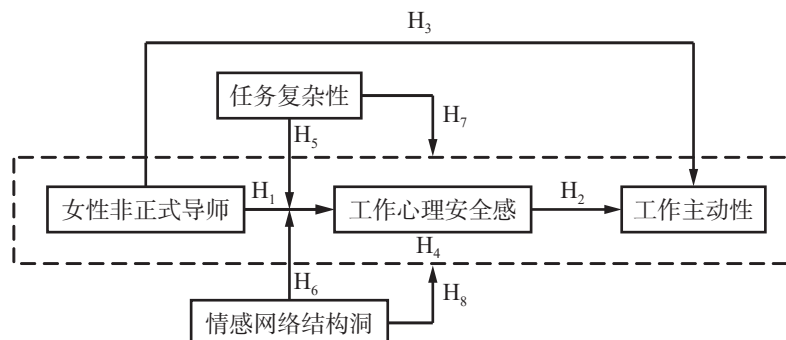 H₃
任务复杂性
H₇
H₅
女性非正式导师
H₁
工作心理安全感
H₂
工作主动性
H₄
H₆
H₈
情感网络结构洞